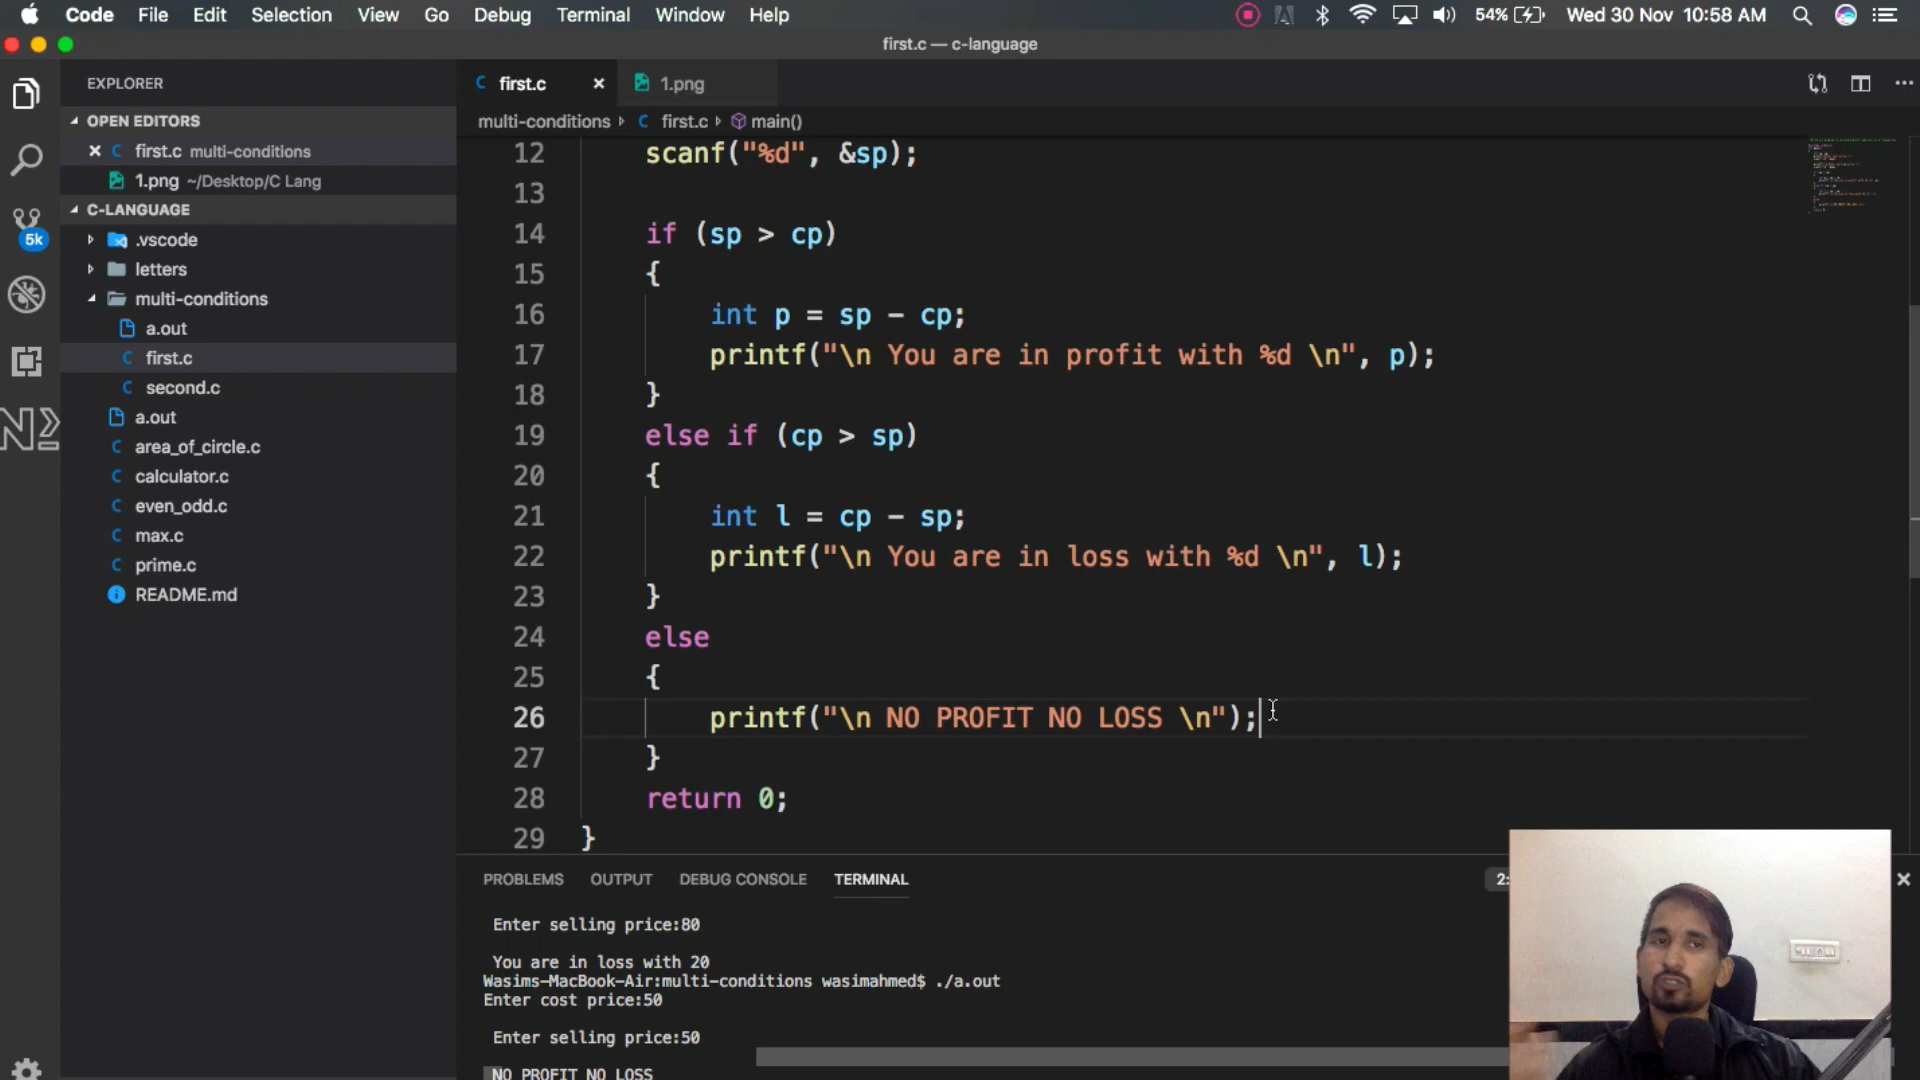 Code File Edit Selection View Go Debug Terminal Window Help 54% Wed 30 Nov 10:58 AM
first.c — c-language
EXPLORER
OPEN EDITORS
first.c multi-conditions
1.png ~/Desktop/C Lang
C-LANGUAGE
.vscode
letters
multi-conditions
a.out
first.c
second.c
a.out
area_of_circle.c
calculator.c
even_odd.c
max.c
prime.c
README.md
5k
first.c 1.png
multi-conditions first.c main()
12 scanf("%d", &sp);
13
14 if (sp > cp)
15 {
16 int p = sp - cp;
17 printf("\n You are in profit with %d \n", p);
18 }
19 else if (cp > sp)
20 {
21 int l = cp - sp;
22 printf("\n You are in loss with %d \n", l);
23 }
24 else
25 {
26 printf("\n NO PROFIT NO LOSS \n");
27 }
28 return 0;
29 }
PROBLEMS OUTPUT DEBUG CONSOLE TERMINAL 2:
Enter selling price:80
You are in loss with 20
Wasims-MacBook-Air:multi-conditions wasimahmed$ ./a.out
Enter cost price:50
Enter selling price:50
NO PROFIT NO LOSS